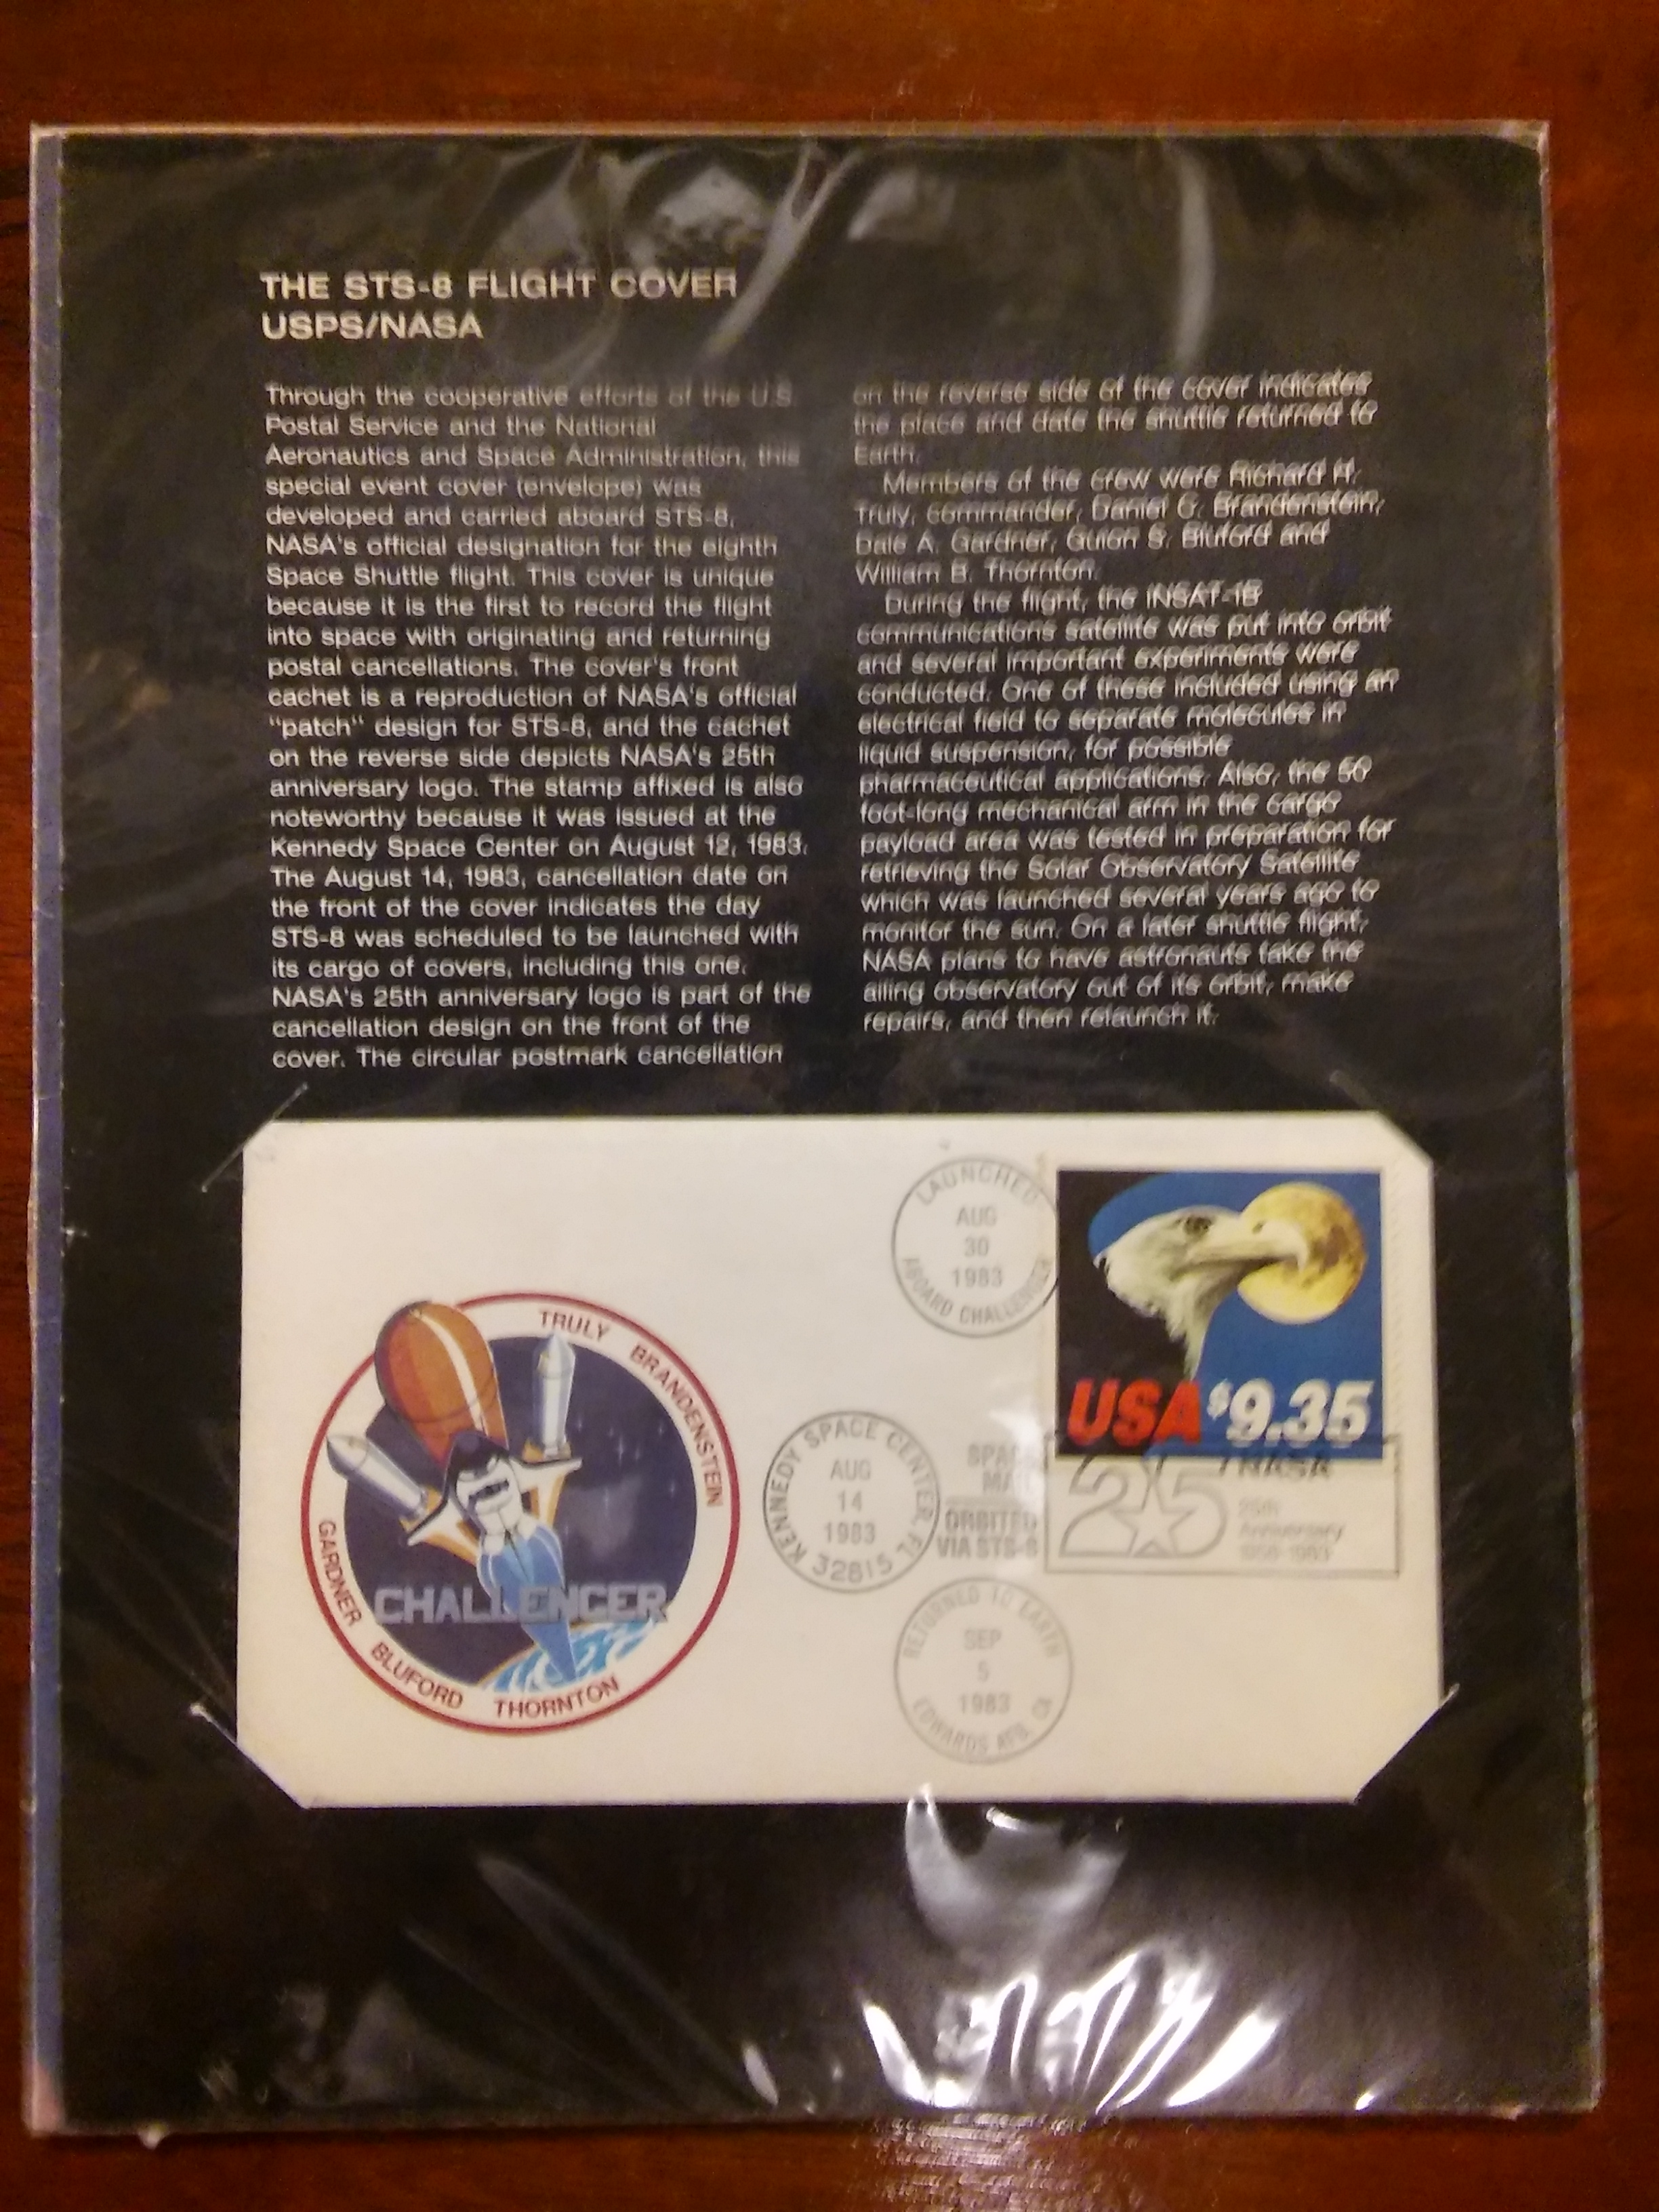 THE STS-8 FLIGHT COVER
USPS/NASA
Through the cooperative efforts of the U.S.
Postal Service and the National
Aeronautics and Space Administration, this
special event cover (envelope) was
developed and carried aboard STS-8,
NASA's official designation for the eighth
Space Shuttle flight. This cover is unique
because it is the first to record the flight
into space with originating and returning
postal cancellations. The cover's front
cachet is a reproduction of NASA's official
"patch" design for STS-8, and the cachet
on the reverse side depicts NASA's 25th
anniversary logo. The stamp affixed is also
noteworthy because it was issued at the
Kennedy Space Center on August 12, 1983.
The August 14, 1983, cancellation date on
the front of the cover indicates the day
STS-8 was scheduled to be launched with
its cargo of covers, including this one.
NASA's 25th anniversary logo is part of the
cancellation design on the front of the
cover. The circular postmark cancellation
on the reverse side of the cover indicates
the place and date the shuttle returned to
Earth.
Members of the crew were Richard H.
Truly, commander, Daniel C. Brandenstein,
Dale A. Gardner, Guion S. Bluford and
William B. Thornton.
During the flight, the INSAT-1B
communications satellite was put into orbit
and several important experiments were
conducted. One of these included using an
electrical field to separate molecules in
liquid suspension, for possible
pharmaceutical applications. Also, the 50
foot-long mechanical arm in the cargo
payload area was tested in preparation for
retrieving the Solar Observatory Satellite
which was launched several years ago to
monitor the sun. On a later shuttle flight,
NASA plans to have astronauts take the
ailing observatory out of its orbit, make
repairs, and then relaunch it.
LAUNCHED
AUG
30
1983
ABOARD CHALLENGER
USA $9.35
TRULY BRANDENSTEIN
CHALLENGER
GARDNER BLUFORD THORNTON
KENNEDY SPACE CENTER, FL
AUG
14
1983
32815
SPACE
MAIL
ORBITED
VIA STS-8
25
NASA
25th
Anniversary
1958-1983
RETURNED TO EARTH
SEP
5
1983
EDWARDS AFB, CA